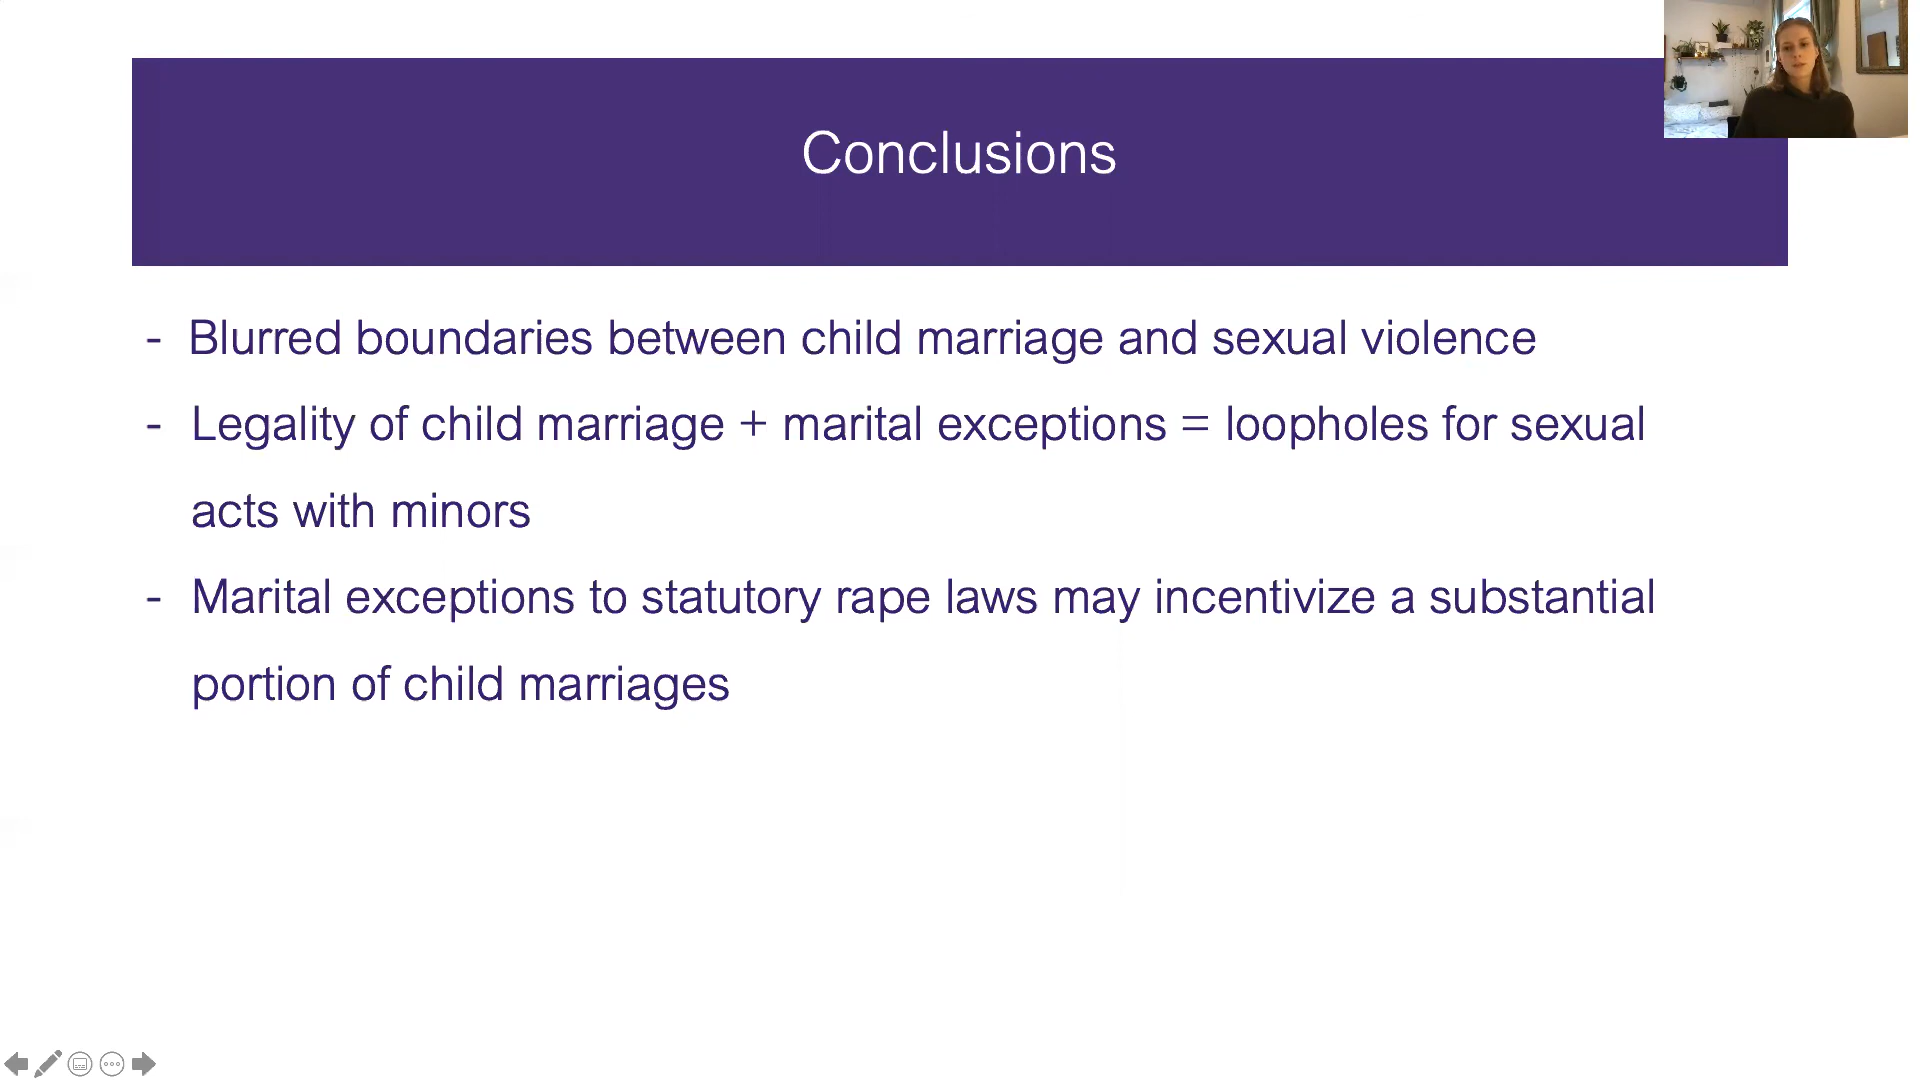 Conclusions
- Blurred boundaries between child marriage and sexual violence
- Legality of child marriage + marital exceptions = loopholes for sexual
acts with minors
- Marital exceptions to statutory rape laws may incentivize a substantial
portion of child marriages